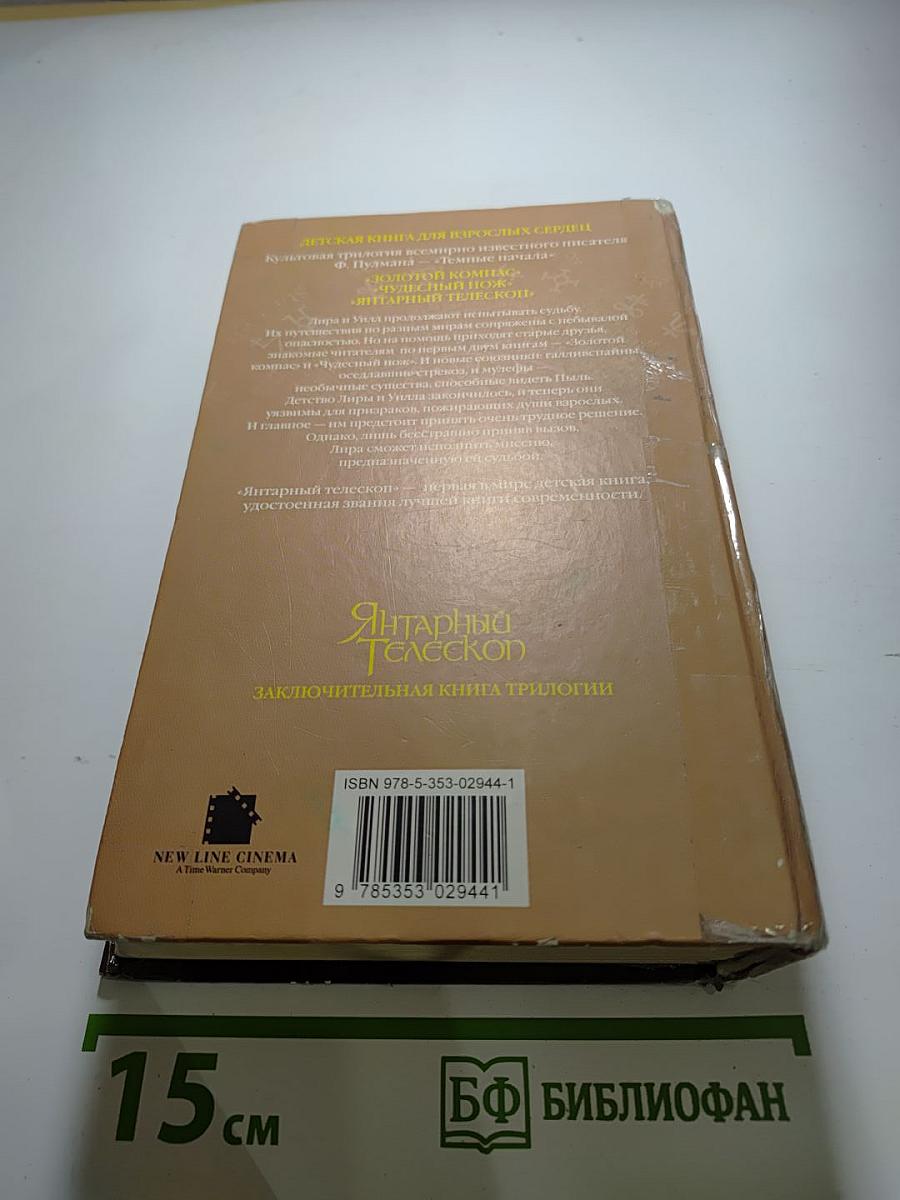 ДЕТСКАЯ КНИГА ДЛЯ ВЗРОСЛЫХ СЕРДЕЦ
Культовая трилогия всемирно известного писателя
Ф. Пулмана — «Темные начала»
«ЗОЛОТОЙ КОМПАС»
«ЧУДЕСНЫЙ НОЖ»
«ЯНТАРНЫЙ ТЕЛЕСКОП»
Лира и Уилл продолжают испытывать судьбу.
Их путешествия по разным мирам сопряжены с небывалой
опасностью. Но на помощь приходят старые друзья,
знакомые читателям по первым двум книгам — «Золотой
компас» и «Чудесный нож». И новые союзники: галливспайны,
оседлавшие стрекоз, и мулефы —
необычные существа, способные видеть Пыль.
Детство Лиры и Уилла закончилось, и теперь они
уязвимы для призраков, пожирающих души взрослых.
И главное — им предстоит принять очень трудное решение.
Однако, лишь бесстрашно приняв вызов,
Лира сможет исполнить миссию,
предназначенную ей судьбой.
«Янтарный телескоп» — первая в мире детская книга,
удостоенная звания лучшей книги современности.
Янтарный
Телескоп
ЗАКЛЮЧИТЕЛЬНАЯ КНИГА ТРИЛОГИИ
ISBN 978-5-353-02944-1
NEW LINE CINEMA
A Time Warner Company
9 785353 029441
15 см
БФ БИБЛИОФАН